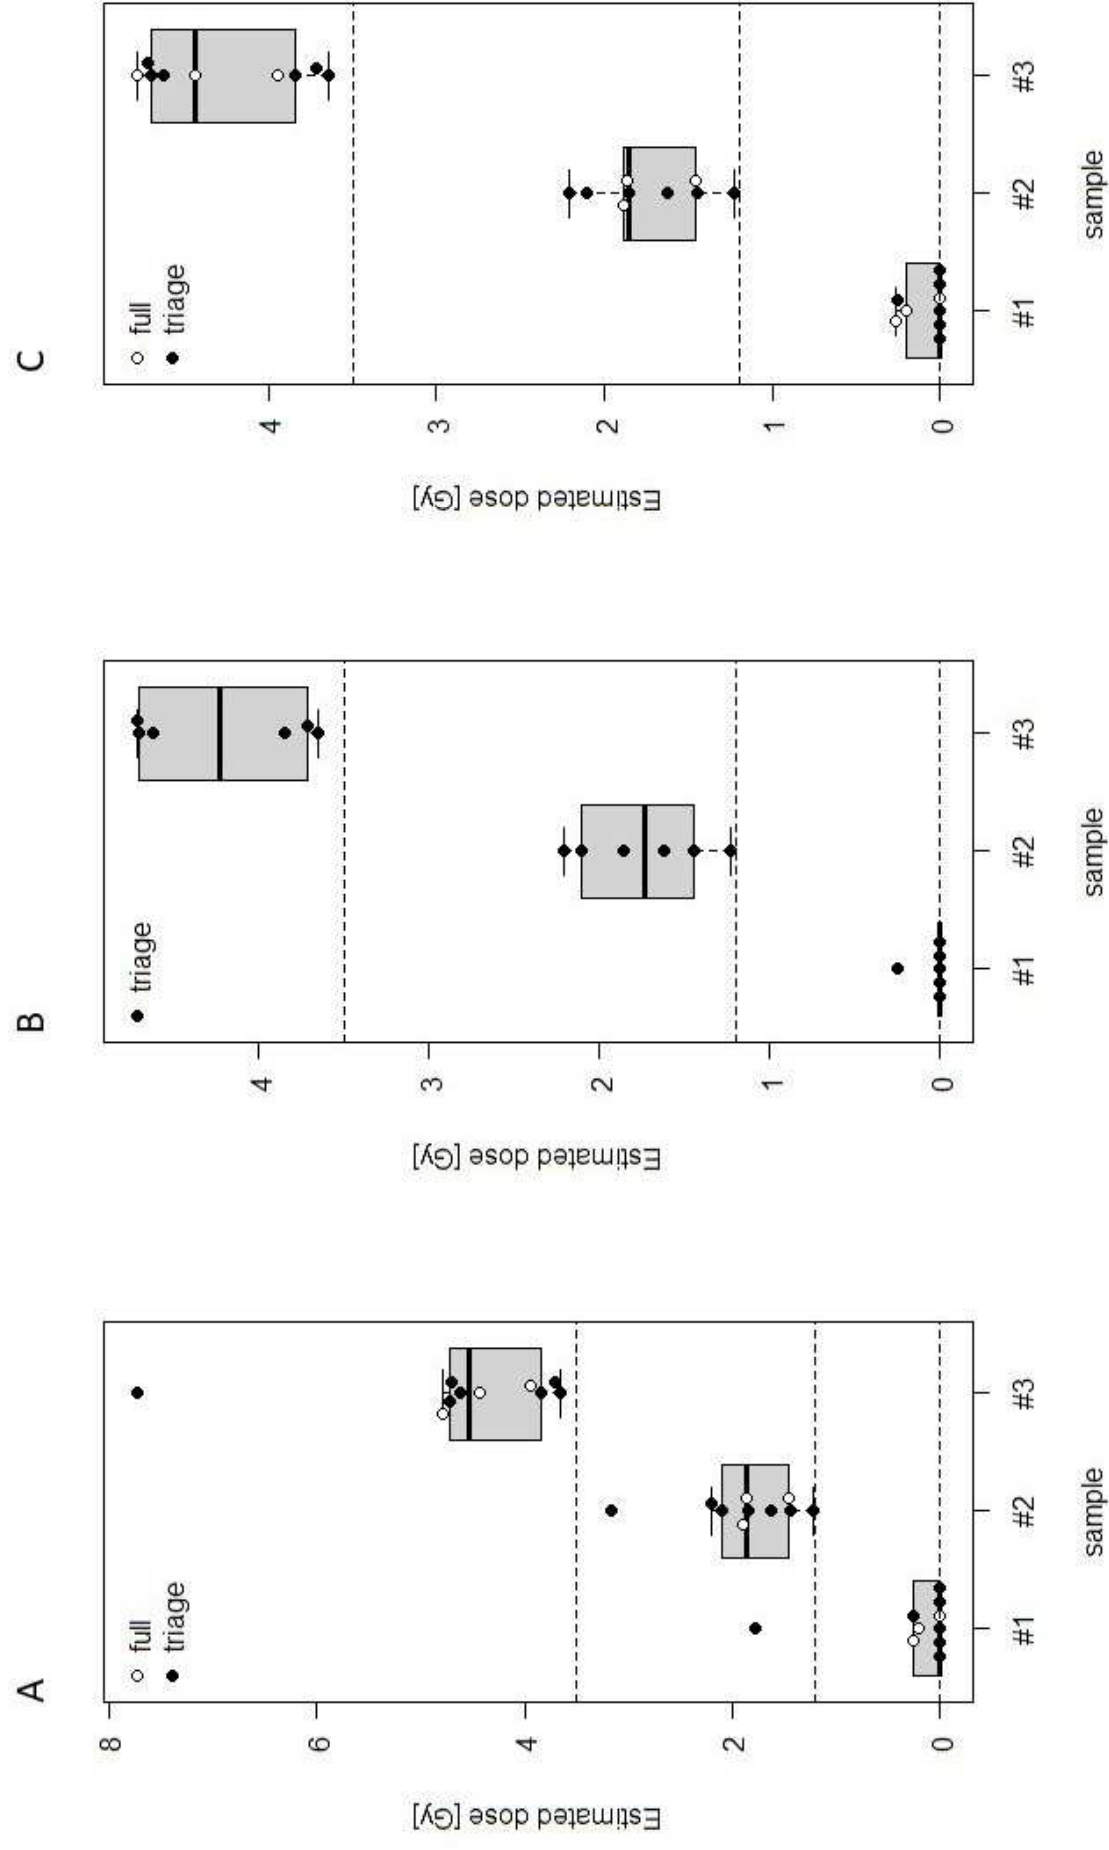 A
full
triage
8
6
4
2
0
Estimated dose [Gy]
#1
#2
#3
sample
B
triage
4
3
2
1
0
Estimated dose [Gy]
#1
#2
#3
sample
C
full
triage
4
3
2
1
0
Estimated dose [Gy]
#1
#2
#3
sample